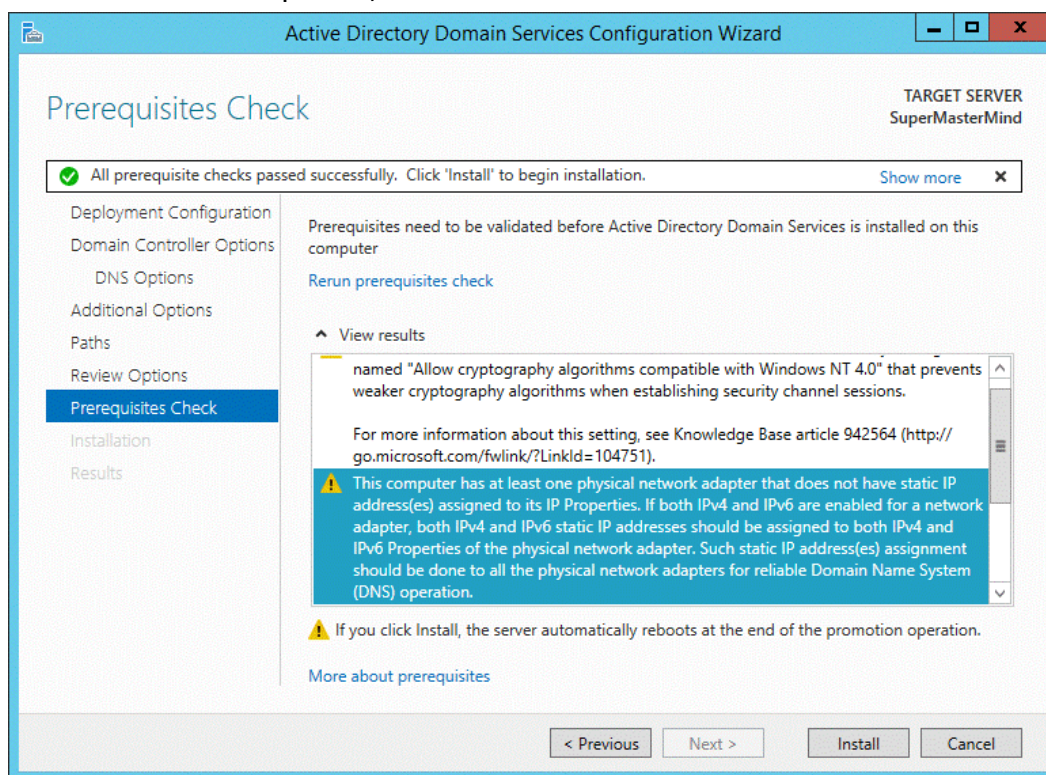 Active Directory Domain Services Configuration Wizard
Prerequisites Check
TARGET SERVER
SuperMasterMind
All prerequisite checks passed successfully. Click 'Install' to begin installation.
Show more
Deployment Configuration
Domain Controller Options
DNS Options
Additional Options
Paths
Review Options
Prerequisites Check
Installation
Results
Prerequisites need to be validated before Active Directory Domain Services is installed on this
computer
Rerun prerequisites check
View results
named "Allow cryptography algorithms compatible with Windows NT 4.0" that prevents
weaker cryptography algorithms when establishing security channel sessions.
For more information about this setting, see Knowledge Base article 942564 (http://
go.microsoft.com/fwlink/?LinkId=104751).
This computer has at least one physical network adapter that does not have static IP
address(es) assigned to its IP Properties. If both IPv4 and IPv6 are enabled for a network
adapter, both IPv4 and IPv6 static IP addresses should be assigned to both IPv4 and
IPv6 Properties of the physical network adapter. Such static IP address(es) assignment
should be done to all the physical network adapters for reliable Domain Name System
(DNS) operation.
If you click Install, the server automatically reboots at the end of the promotion operation.
More about prerequisites
< Previous
Next >
Install
Cancel